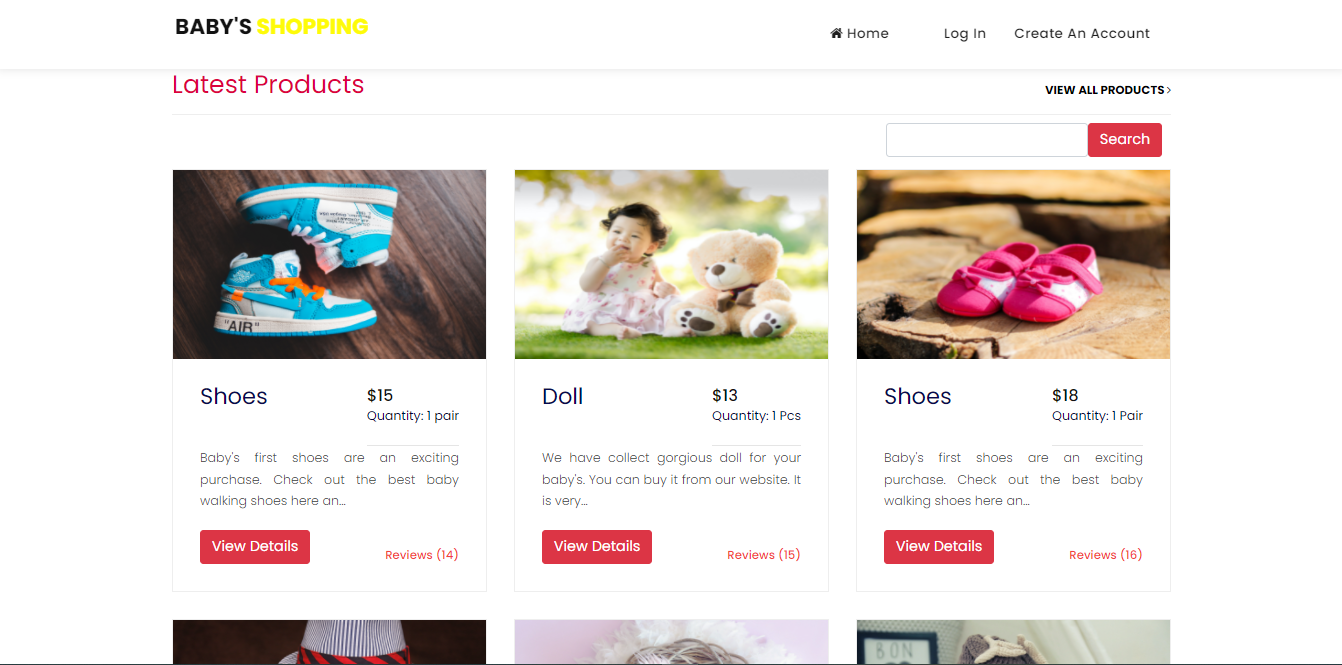 BABY'S SHOPPING
Home Log In Create An Account
Latest Products
VIEW ALL PRODUCTS
Search
"AIR"
Shoes
$15
Quantity: 1 pair
Baby's first shoes are an exciting
purchase. Check out the best baby
walking shoes here an...
View Details
Reviews (14)
Doll
$13
Quantity: 1 Pcs
We have collect gorgious doll for your
baby's. You can buy it from our website. It
is very...
View Details
Reviews (15)
Shoes
$18
Quantity: 1 Pair
Baby's first shoes are an exciting
purchase. Check out the best baby
walking shoes here an...
View Details
Reviews (16)
BON